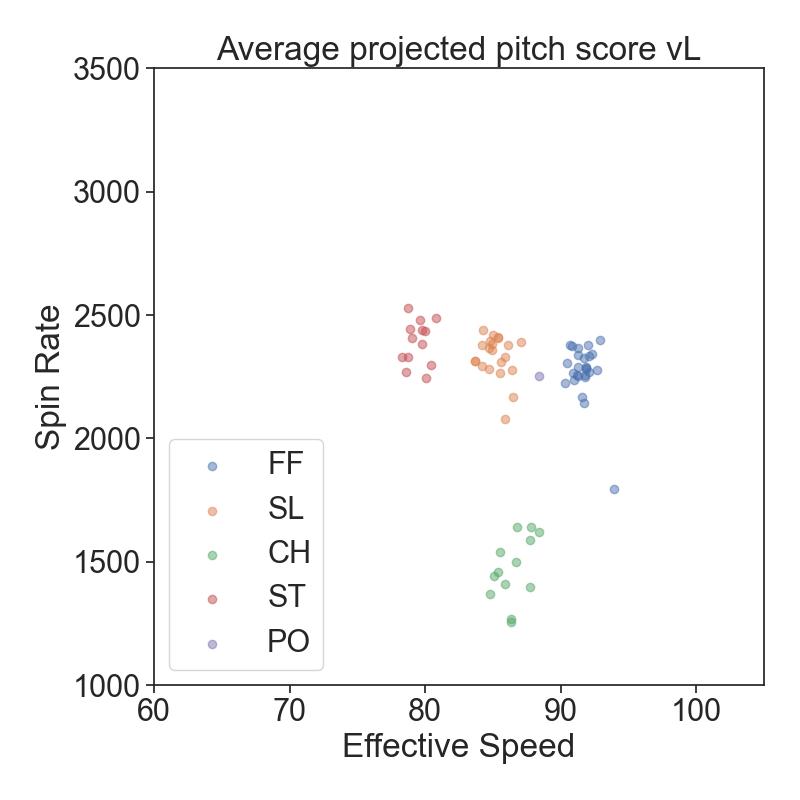 Average projected pitch score vL
3500
3000
2500
2000
1500
1000
Spin Rate
FF
SL
CH
ST
PO
60 70 80 90 100
Effective Speed